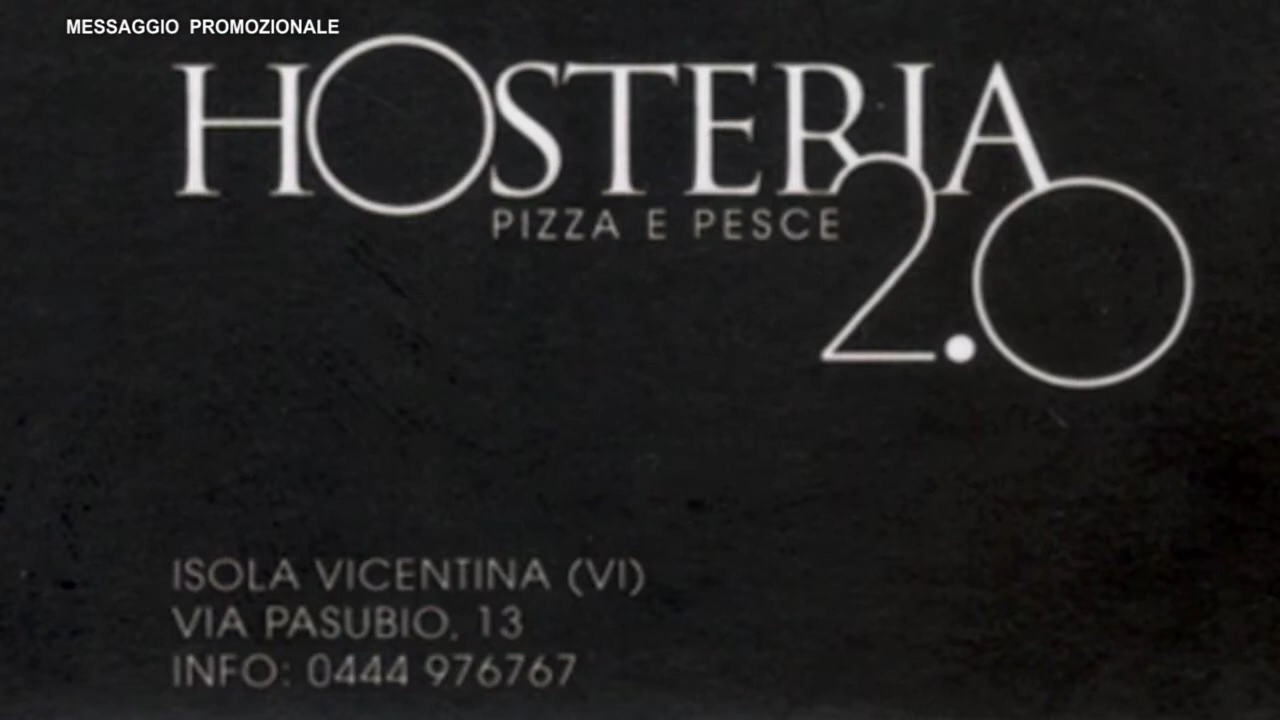 MESSAGGIO PROMOZIONALE
HOSTERIA
PIZZA E PESCE
2.0
ISOLA VICENTINA (VI)
VIA PASUBIO, 13
INFO: 0444 976767